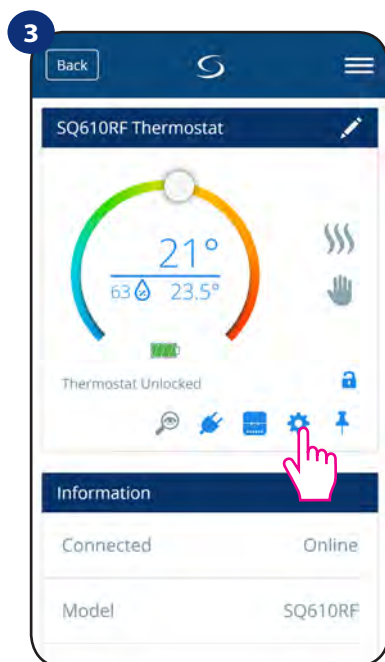 3
Back
SQ610RF Thermostat
21°
63 23.5°
Thermostat Unlocked
Information
Connected Online
Model SQ610RF